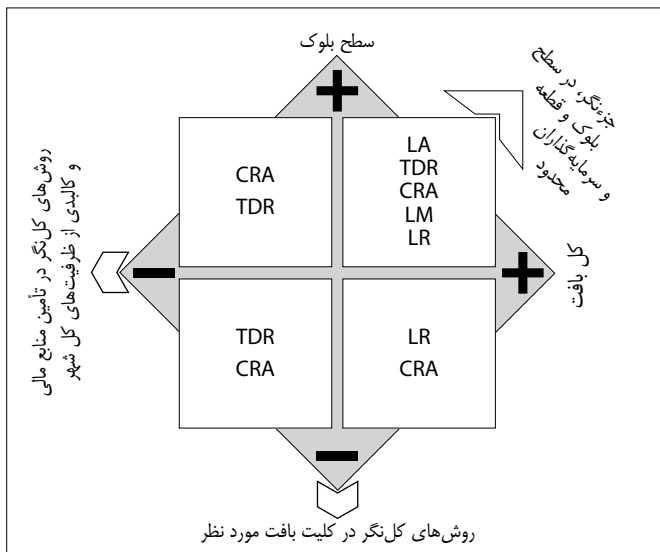 سطح بلوک
جزءنگر، در سطح
بلوک و قطعه
و سرمایه‌گذاران
محدود
+
CRA
TDR
LA
TDR
CRA
LM
LR
کل بافت
+
روش‌های کل‌نگر در تأمین منابع مالی
و کالبدی از ظرفیت‌های کل شهر
−
TDR
CRA
LR
CRA
−
روش‌های کل‌نگر در کلیت بافت مورد نظر